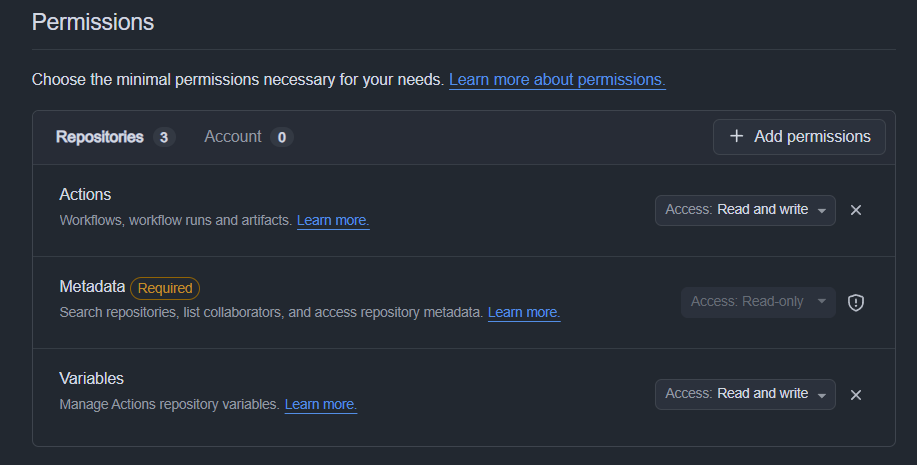 Permissions
Choose the minimal permissions necessary for your needs. Learn more about permissions.
Repositories 3 Account 0 + Add permissions
Actions
Workflows, workflow runs and artifacts. Learn more.
Access: Read and write
Metadata Required
Search repositories, list collaborators, and access repository metadata. Learn more.
Access: Read-only
Variables
Manage Actions repository variables. Learn more.
Access: Read and write